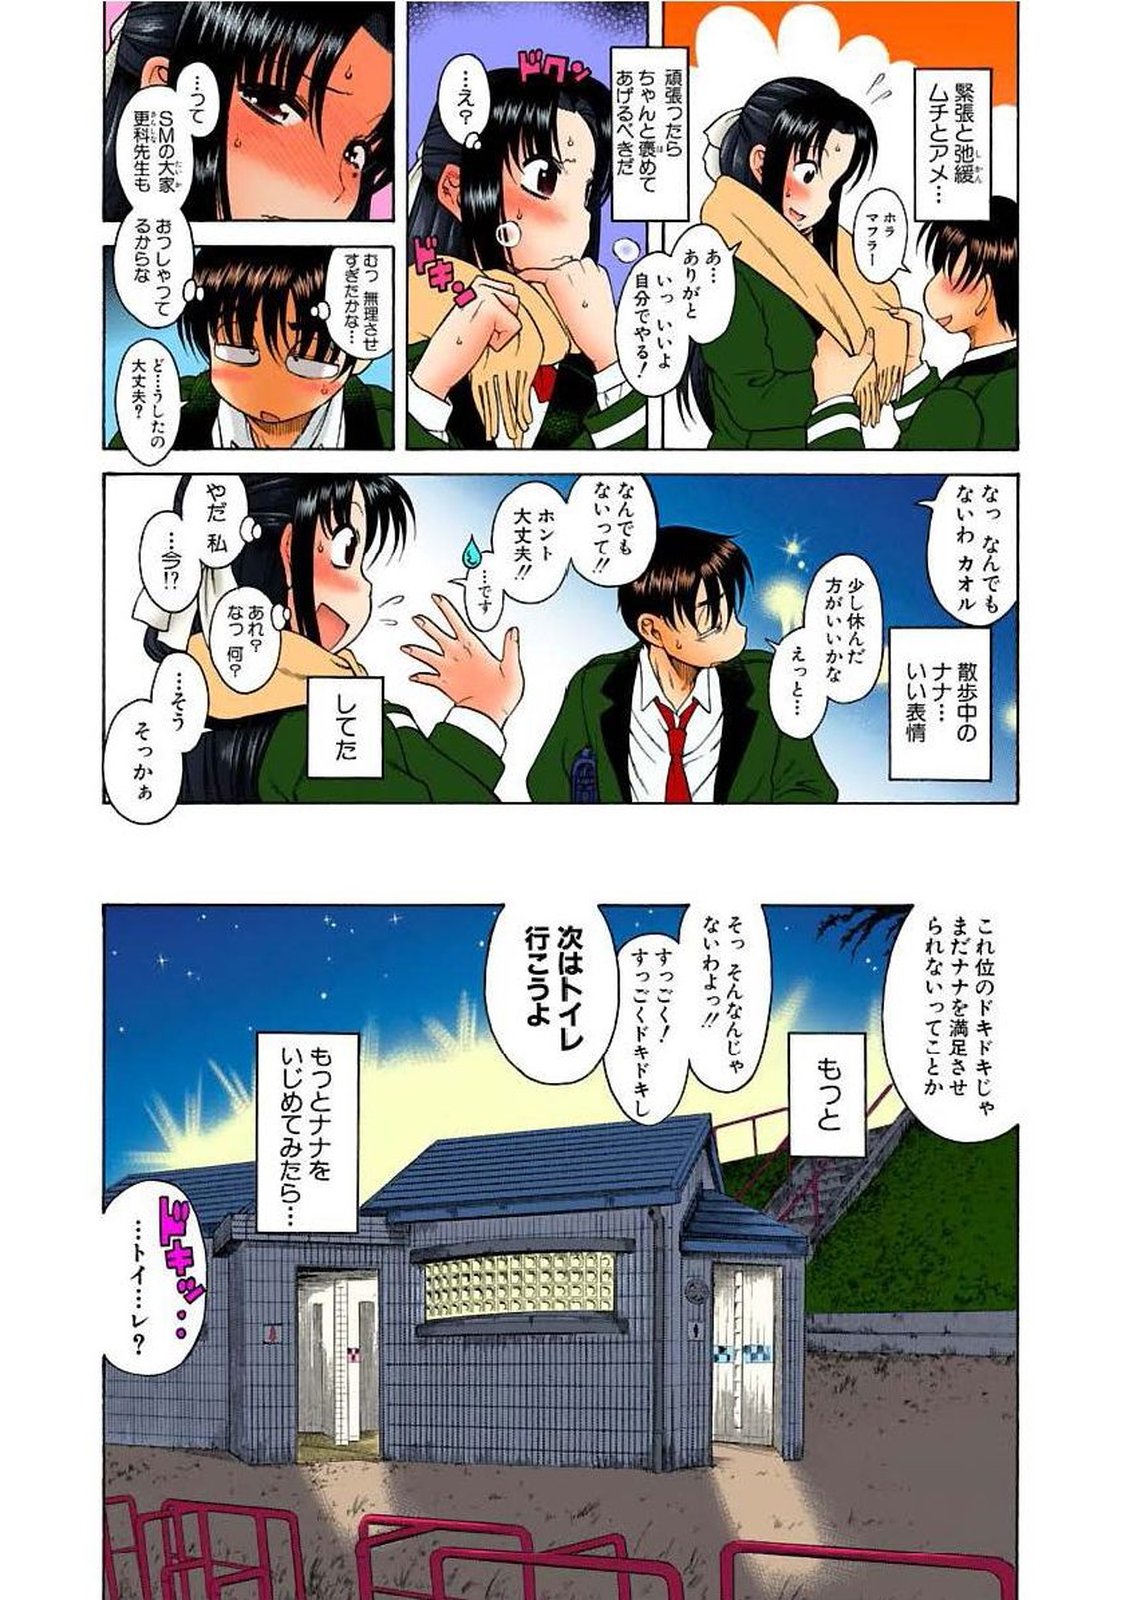 緊張と弛緩
しかん
ムチとアメ…
ホラ
マフラー
頑張ったら
ちゃんと褒めて
ほ
あげるべきだ
あ…
ありがと
いっ いいよ
自分でやる！
ドクン
…え？
ドキン
…って
SMの大家
たいか
更科先生も
さらしな
おっしゃって
るからな
むっ 無理させ
すぎたかな…
ど…うしたの
大丈夫？
なっ なんでも
ないわ カオル
散歩中の
ナナ…
いい表情
少し休んだ
方がいいかな
えっと…
なんでも
ないって！！
ホント
大丈夫！！
…です
してた
やだ 私
…今！？
あれ？
なっ 何？
…そう
そっかぁ
これ位のドキドキじゃ
まだナナを満足させ
られないってことか
もっと
そっ そんなんじゃ
ないわよっ！！
すっごく！
すっごくドキドキし
次はトイレ
行こうよ
もっとナナを
いじめてみたら…
ドキッ‥
…トイ…レ？